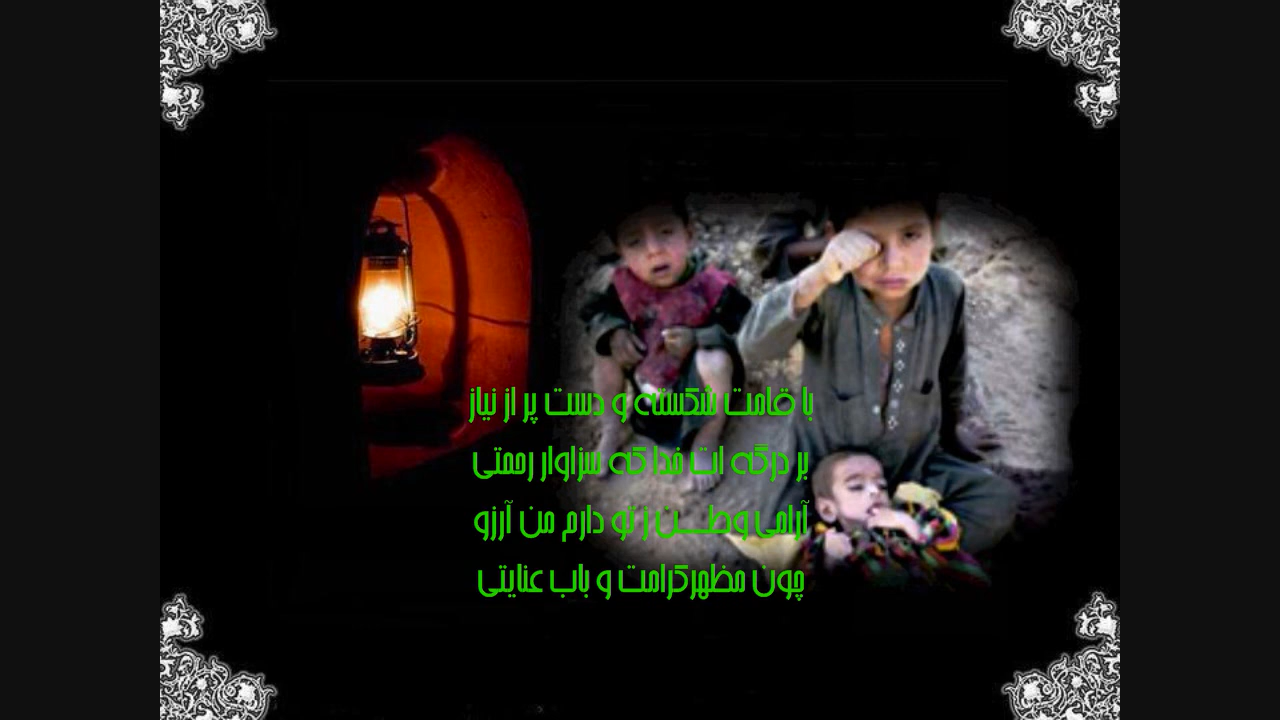 با قامت شکسته و دست پر از نیاز
بر درگه ات خدا که سزاوار رحمتی
آرامی وطـــن ز تو دارم من آرزو
چون مظهرکرامت و باب عنایتی